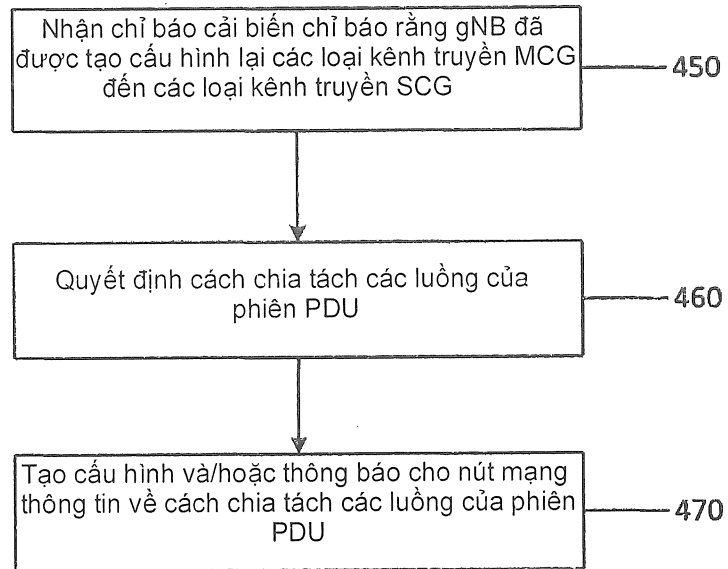 Nhận chỉ báo cải biến chỉ báo rằng gNB đã
được tạo cấu hình lại các loại kênh truyền MCG
đến các loại kênh truyền SCG
450
Quyết định cách chia tách các luồng của
phiên PDU
460
Tạo cấu hình và/hoặc thông báo cho nút mạng
thông tin về cách chia tách các luồng của phiên
PDU
470